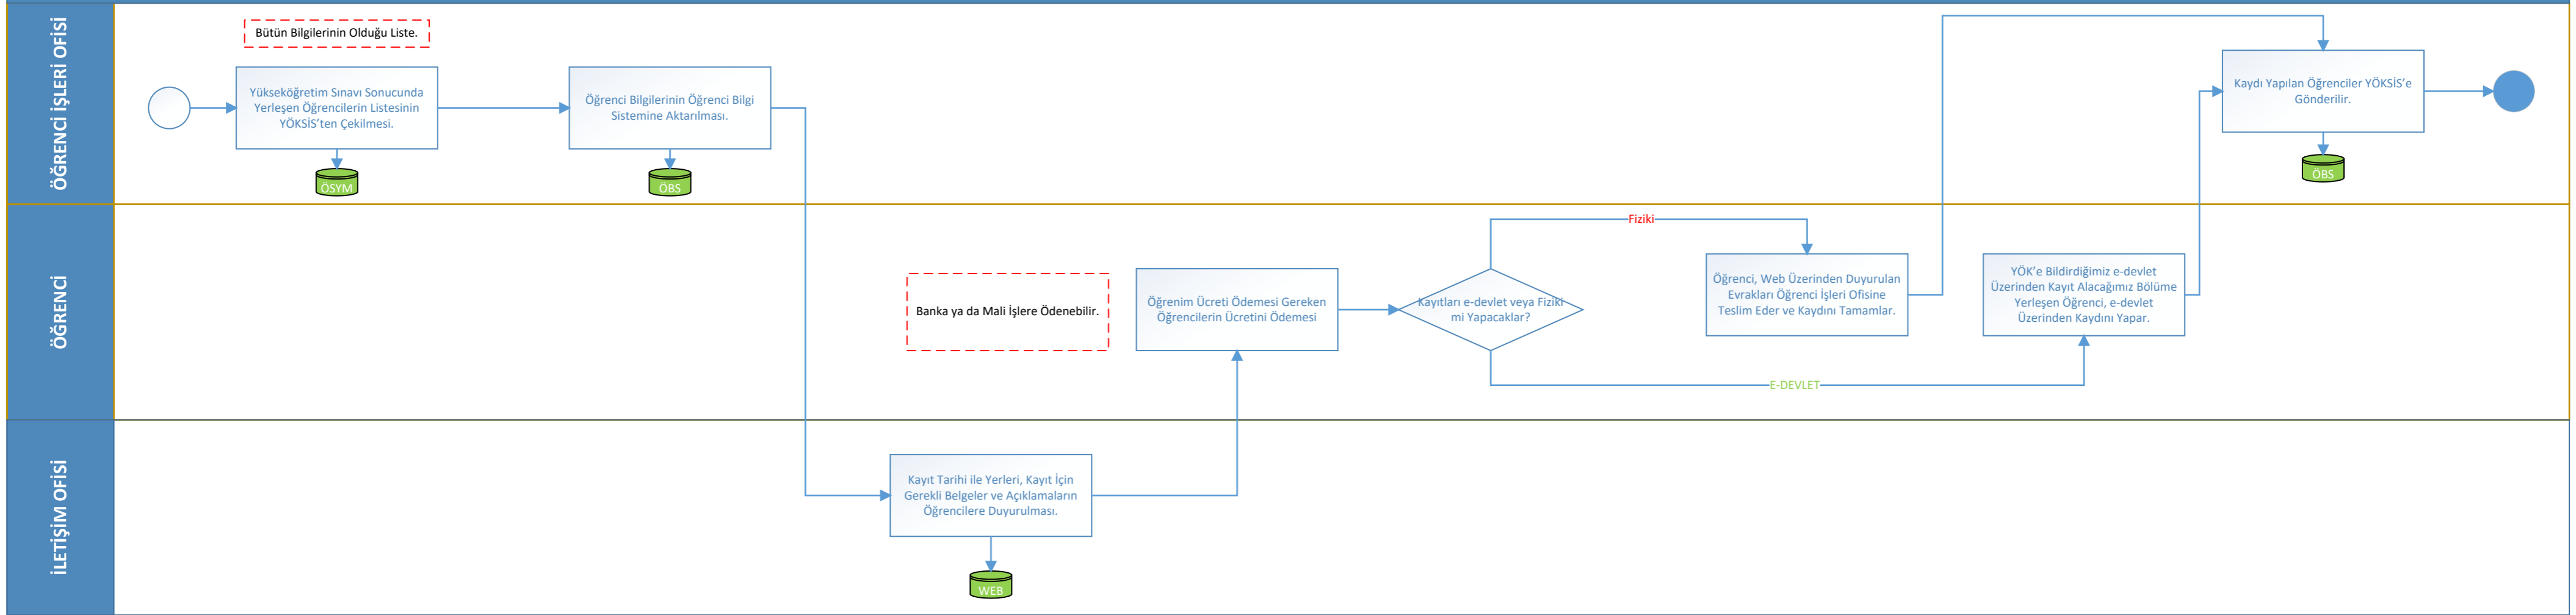 ÖĞRENCİ İŞLERİ OFİSİ
Bütün Bilgilerinin Olduğu Liste.
Yükseköğretim Sınavı Sonucunda
Yerleşen Öğrencilerin Listesinin
YÖKSİS’ten Çekilmesi.
ÖSYM
Öğrenci Bilgilerinin Öğrenci Bilgi
Sistemine Aktarılması.
ÖBS
Kaydı Yapılan Öğrenciler YÖKSİS’e
Gönderilir.
ÖBS
ÖĞRENCİ
Banka ya da Mali İşlere Ödenebilir.
Öğrenim Ücreti Ödemesi Gereken
Öğrencilerin Ücretini Ödemesi
Kayıtları e-devlet veya Fiziki
mi Yapacaklar?
Fiziki
Öğrenci, Web Üzerinden Duyurulan
Evrakları Öğrenci İşleri Ofisine
Teslim Eder ve Kaydını Tamamlar.
E-DEVLET
YÖK’e Bildirdiğimiz e-devlet
Üzerinden Kayıt Alacağımız Bölüme
Yerleşen Öğrenci, e-devlet
Üzerinden Kaydını Yapar.
İLETİŞİM OFİSİ
Kayıt Tarihi ile Yerleri, Kayıt İçin
Gerekli Belgeler ve Açıklamaların
Öğrencilere Duyurulması.
WEB